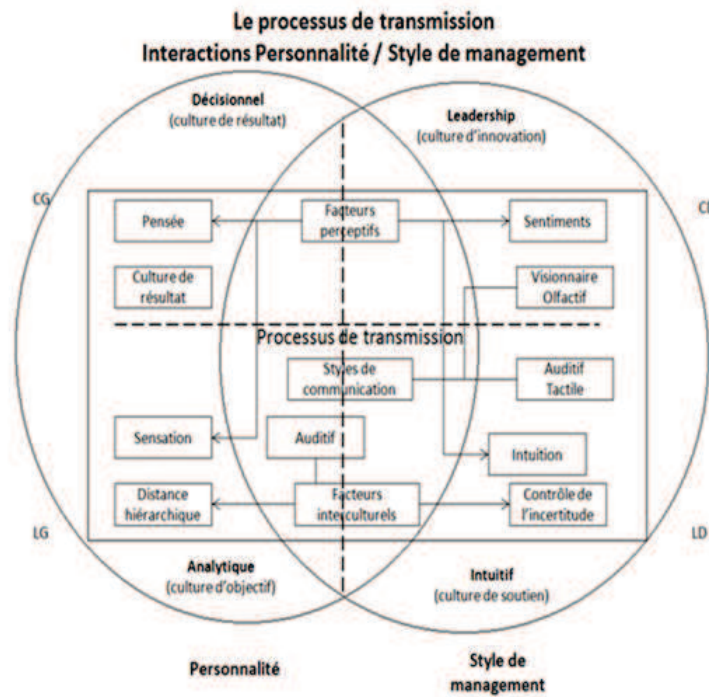 Le processus de transmission
Interactions Personnalité / Style de management
Décisionnel
(culture de résultat)
Leadership
(culture d'innovation)
CG
Pensée
Facteurs
perceptifs
Sentiments
Culture de
résultat
Visionnaire
Olfactif
Processus de transmission
Styles de
communication
Auditif
Tactile
Sensation
Auditif
Intuition
Distance
hiérarchique
Facteurs
interculturels
Contrôle de
l'incertitude
LG
LD
Analytique
(culture d'objectif)
Intuitif
(culture de soutien)
Personnalité
Style de
management